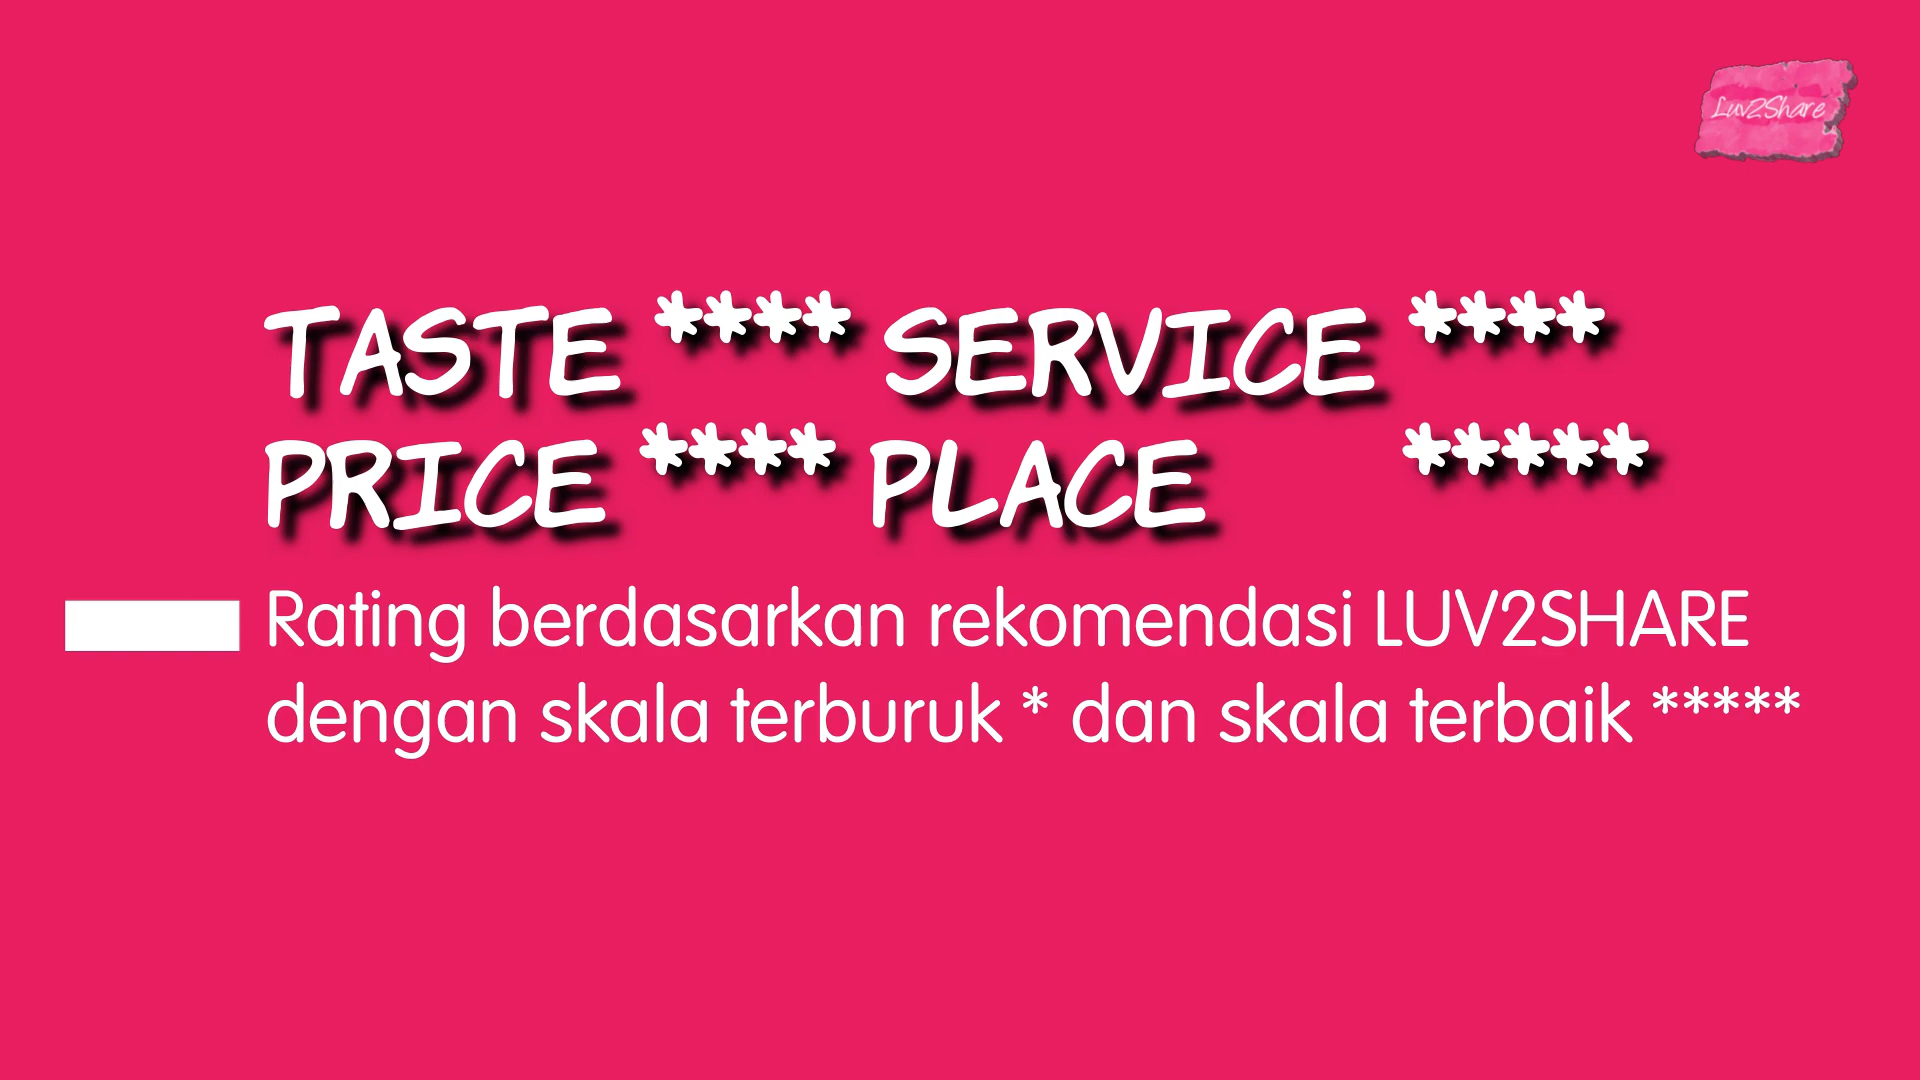 Luv2Share
TASTE **** SERVICE ****
PRICE **** PLACE *****
Rating berdasarkan rekomendasi LUV2SHARE
dengan skala terburuk * dan skala terbaik *****